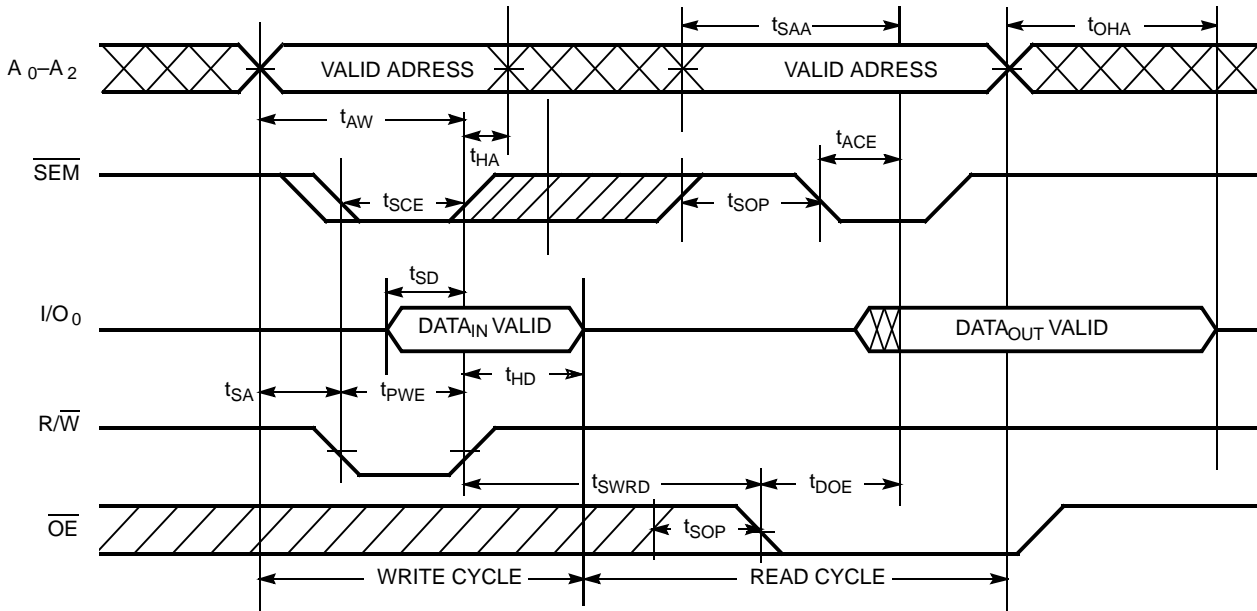 tSAA
tOHA
A0–A2
VALID ADRESS
VALID ADRESS
tAW
tHA
tACE
SEM
tSCE
tSOP
tSD
I/O0
DATAIN VALID
DATAOUT VALID
tSA
tPWE
tHD
R/W
tSWRD
tDOE
OE
tSOP
WRITE CYCLE
READ CYCLE